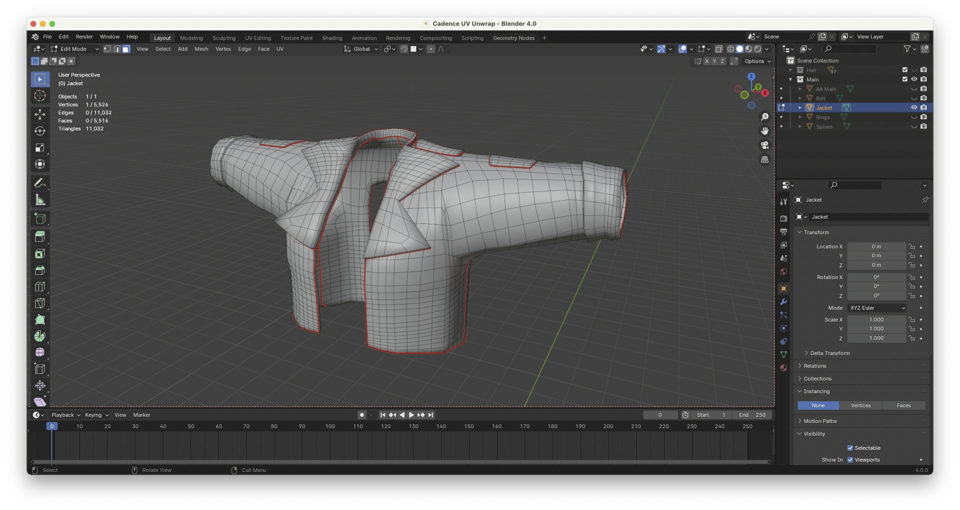 Cadence UV Unwrap - Blender 4.0
File Edit Render Window Help Layout Modeling Sculpting UV Editing Texture Paint Shading Animation Rendering Compositing Scripting Geometry Nodes + Scene View Layer
Edit Mode View Select Add Mesh Vertex Edge Face UV Global
X Y Z Options
User Perspective
(0) Jacket
Objects 1 / 1
Vertices 1 / 5,526
Edges 0 / 11,032
Faces 0 / 5,516
Triangles 11,032
Z
Y
X
Scene Collection
Hair
Main
AA Main
Belt
Jacket
Rings
Spikes
Jacket
Jacket
Transform
Location X 0 m
Y 0 m
Z 0 m
Rotation X 0°
Y 0°
Z 0°
Mode XYZ Euler
Scale X 1.000
Y 1.000
Z 1.000
Delta Transform
Relations
Collections
Instancing
None Vertices Faces
Motion Paths
Visibility
Selectable
Show In Viewports
Playback Keying View Marker 0 Start 1 End 250
0 10 20 30 40 50 60 70 80 90 100 110 120 130 140 150 160 170 180 190 200 210 220 230 240 250
Select Rotate View Call Menu 4.0.0